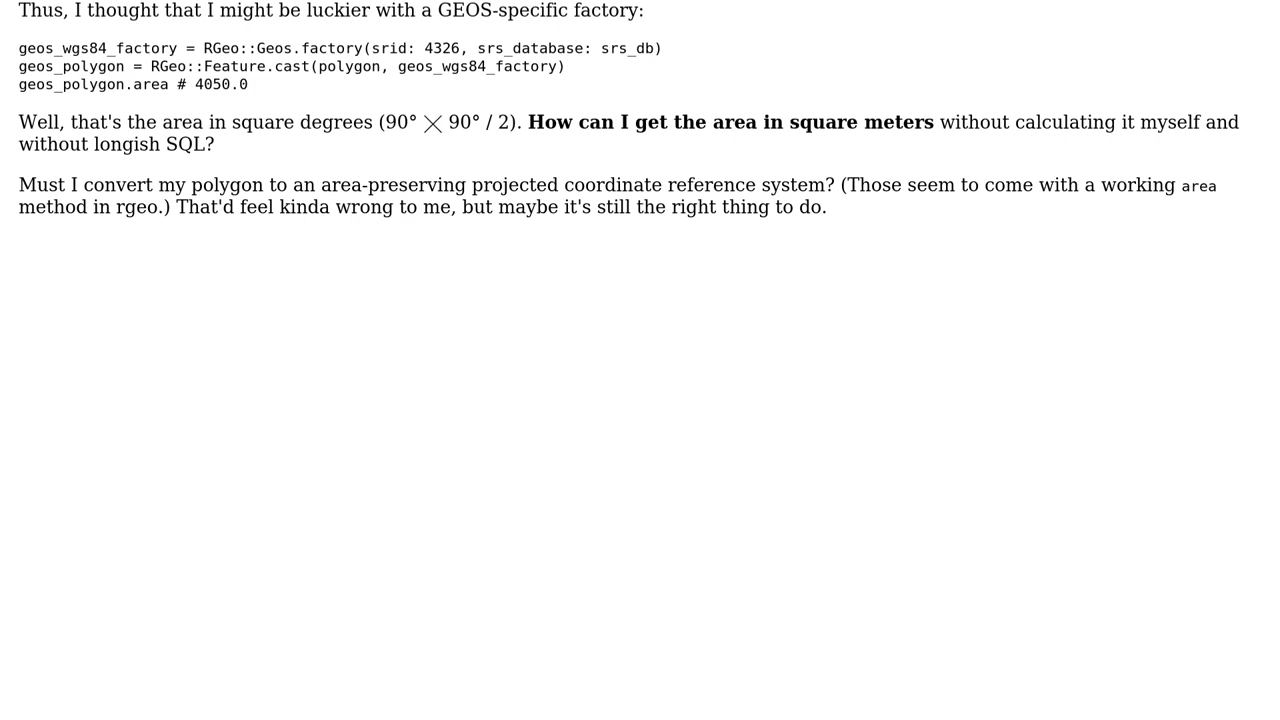 Thus, I thought that I might be luckier with a GEOS-specific factory:
geos_wgs84_factory = RGeo::Geos.factory(srid: 4326, srs_database: srs_db)
geos_polygon = RGeo::Feature.cast(polygon, geos_wgs84_factory)
geos_polygon.area # 4050.0
Well, that's the area in square degrees (90° ╳ 90° / 2). How can I get the area in square meters without calculating it myself and
without longish SQL?
Must I convert my polygon to an area-preserving projected coordinate reference system? (Those seem to come with a working area
method in rgeo.) That'd feel kinda wrong to me, but maybe it's still the right thing to do.